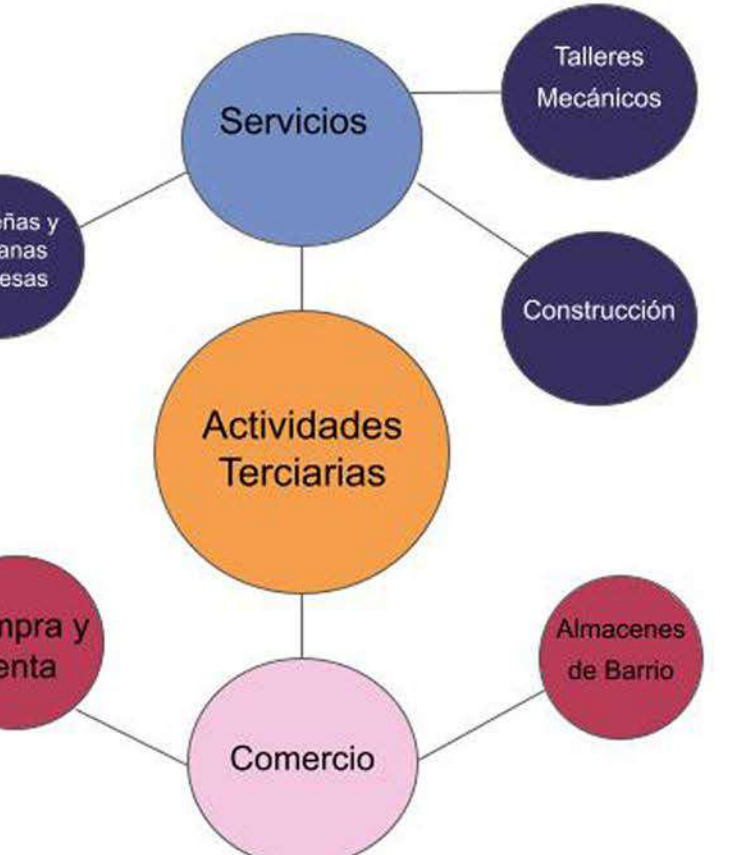 Talleres
Mecánicos
Servicios
y
Construcción
Actividades
Terciarias
y
Almacenes
de Barrio
Comercio